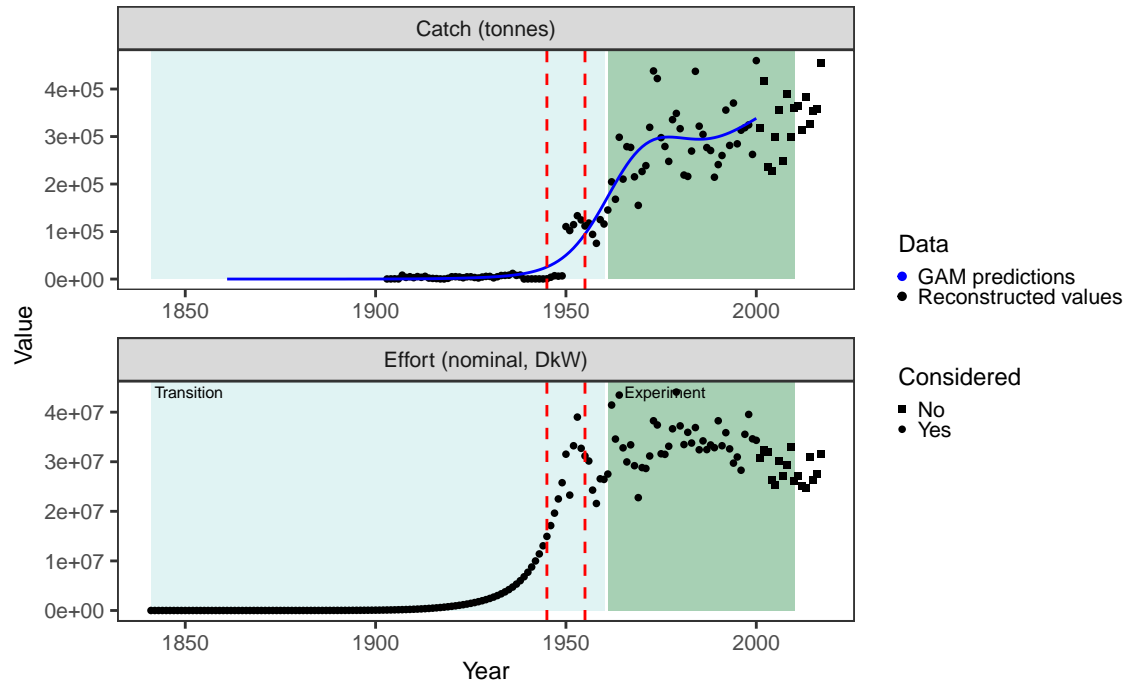 Catch (tonnes)
4e+05
3e+05
2e+05
1e+05
0e+00
1850 1900 1950 2000
Effort (nominal, DkW)
Transition Experiment
4e+07
3e+07
2e+07
1e+07
0e+00
1850 1900 1950 2000
Year
Value
Data
GAM predictions
Reconstructed values
Considered
No
Yes